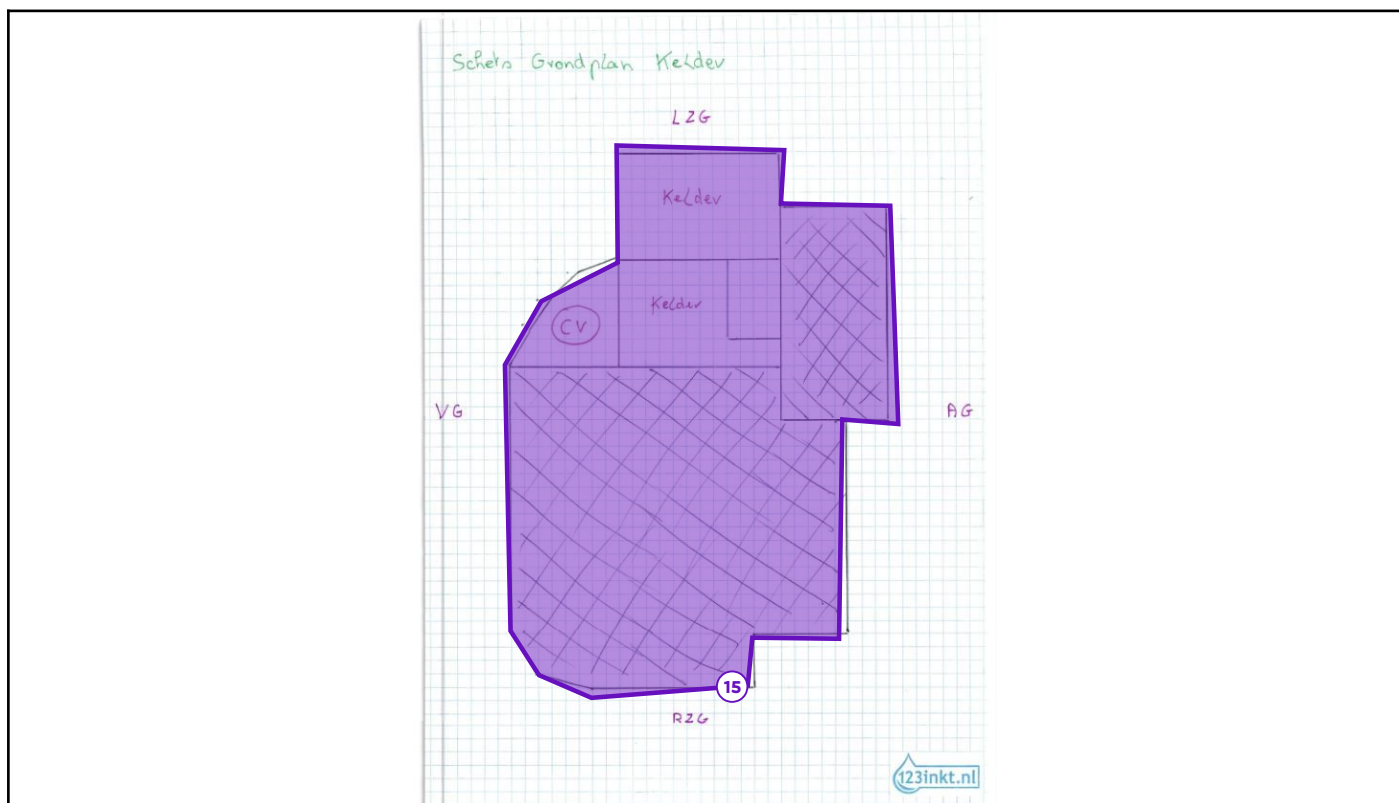 Schets Grondplan Kelder
LZG
Kelder
Kelder
CV
VG
AG
15
RZG
123inkt.nl